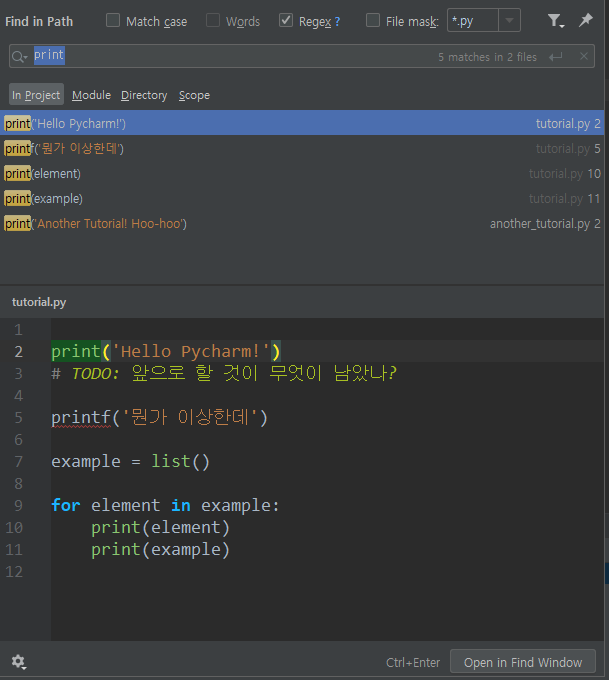 Find in Path Match case Words Regex ? File mask: *.py
print 5 matches in 2 files
In Project Module Directory Scope
print('Hello Pycharm!') tutorial.py 2
printf('뭔가 이상한데') tutorial.py 5
print(element) tutorial.py 10
print(example) tutorial.py 11
print('Another Tutorial! Hoo-hoo') another_tutorial.py 2
tutorial.py
1
2 print('Hello Pycharm!')
3 # TODO: 앞으로 할 것이 무엇이 남았나?
4
5 printf('뭔가 이상한데')
6
7 example = list()
8
9 for element in example:
10 print(element)
11 print(example)
12
Ctrl+Enter Open in Find Window